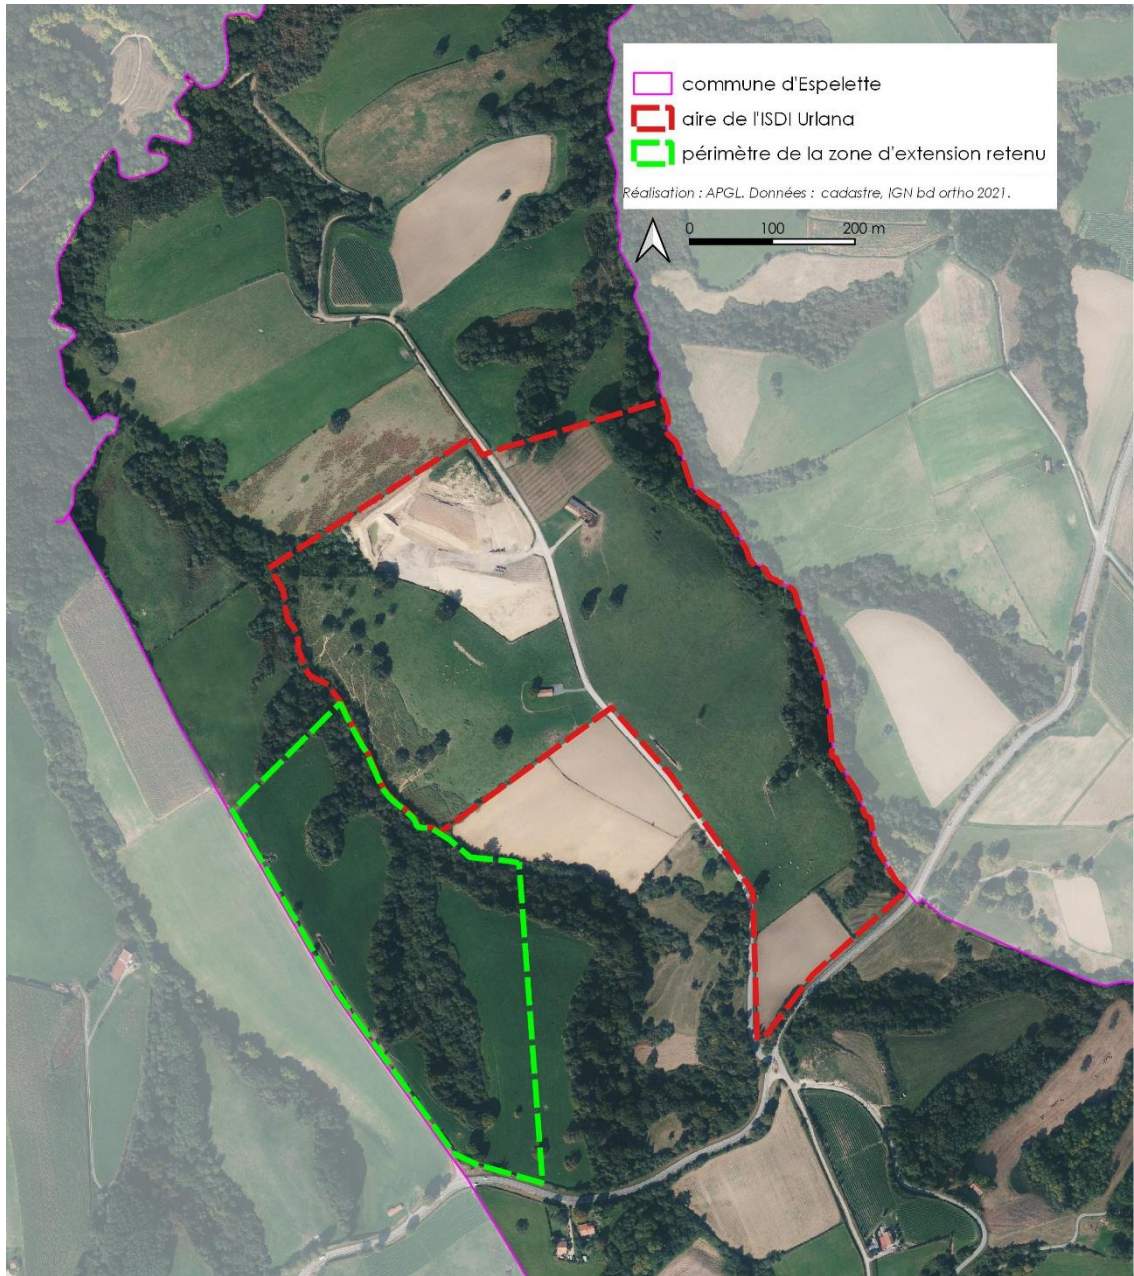 commune d'Espelette
aire de l'ISDI Urlana
périmètre de la zone d'extension retenu
Réalisation : APGL. Données : cadastre, IGN bd ortho 2021.
0 100 200 m